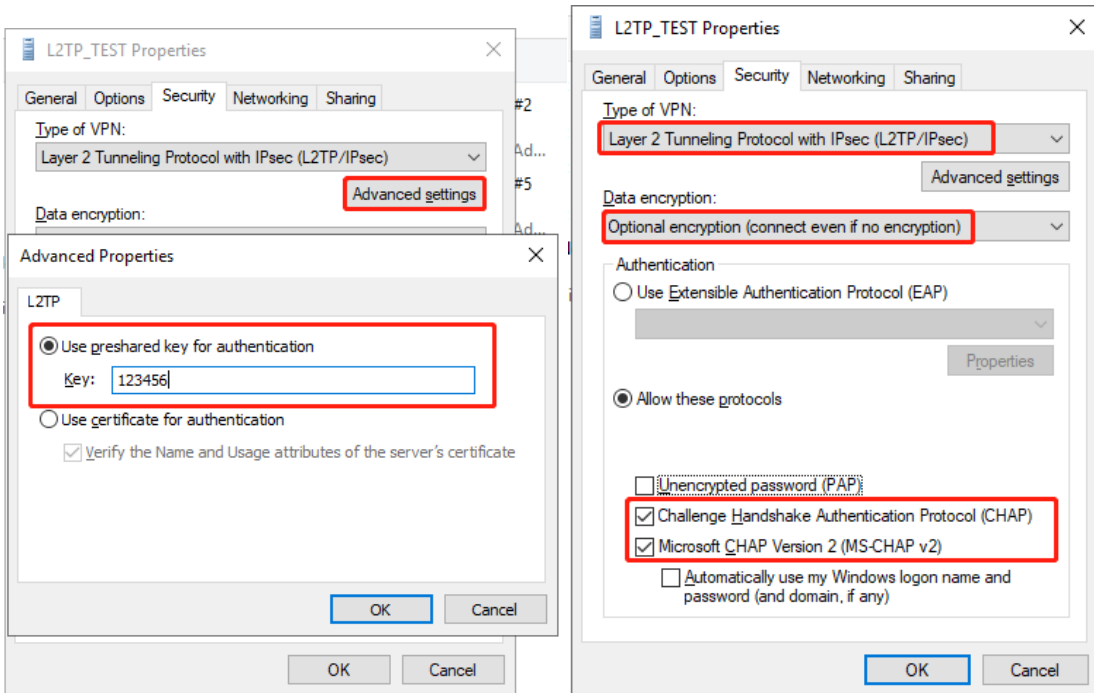 L2TP_TEST Properties
General Options Security Networking Sharing
Type of VPN:
Layer 2 Tunneling Protocol with IPsec (L2TP/IPsec)
Advanced settings
Data encryption:
#2
Ad...
#5
Ad...
Advanced Properties
L2TP
Use preshared key for authentication
Key: 123456
Use certificate for authentication
Verify the Name and Usage attributes of the server's certificate
OK Cancel
OK Cancel
L2TP_TEST Properties
General Options Security Networking Sharing
Type of VPN:
Layer 2 Tunneling Protocol with IPsec (L2TP/IPsec)
Advanced settings
Data encryption:
Optional encryption (connect even if no encryption)
Authentication
Use Extensible Authentication Protocol (EAP)
Properties
Allow these protocols
Unencrypted password (PAP)
Challenge Handshake Authentication Protocol (CHAP)
Microsoft CHAP Version 2 (MS-CHAP v2)
Automatically use my Windows logon name and
password (and domain, if any)
OK Cancel